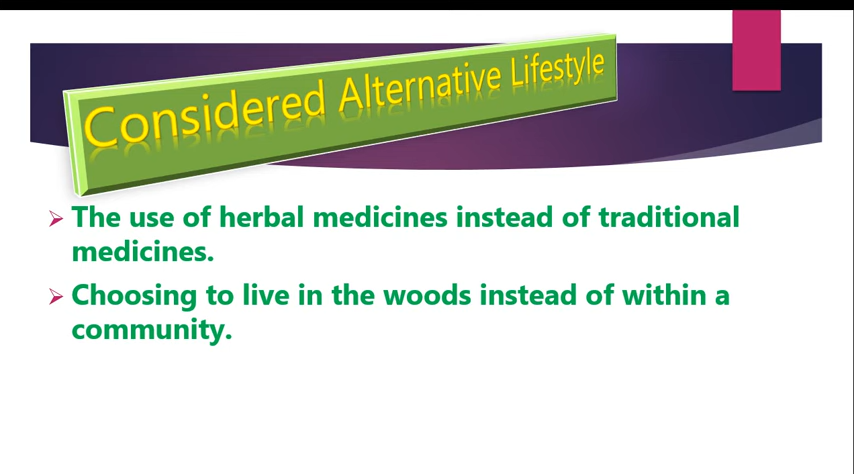 Considered Alternative Lifestyle
The use of herbal medicines instead of traditional
medicines.
Choosing to live in the woods instead of within a
community.